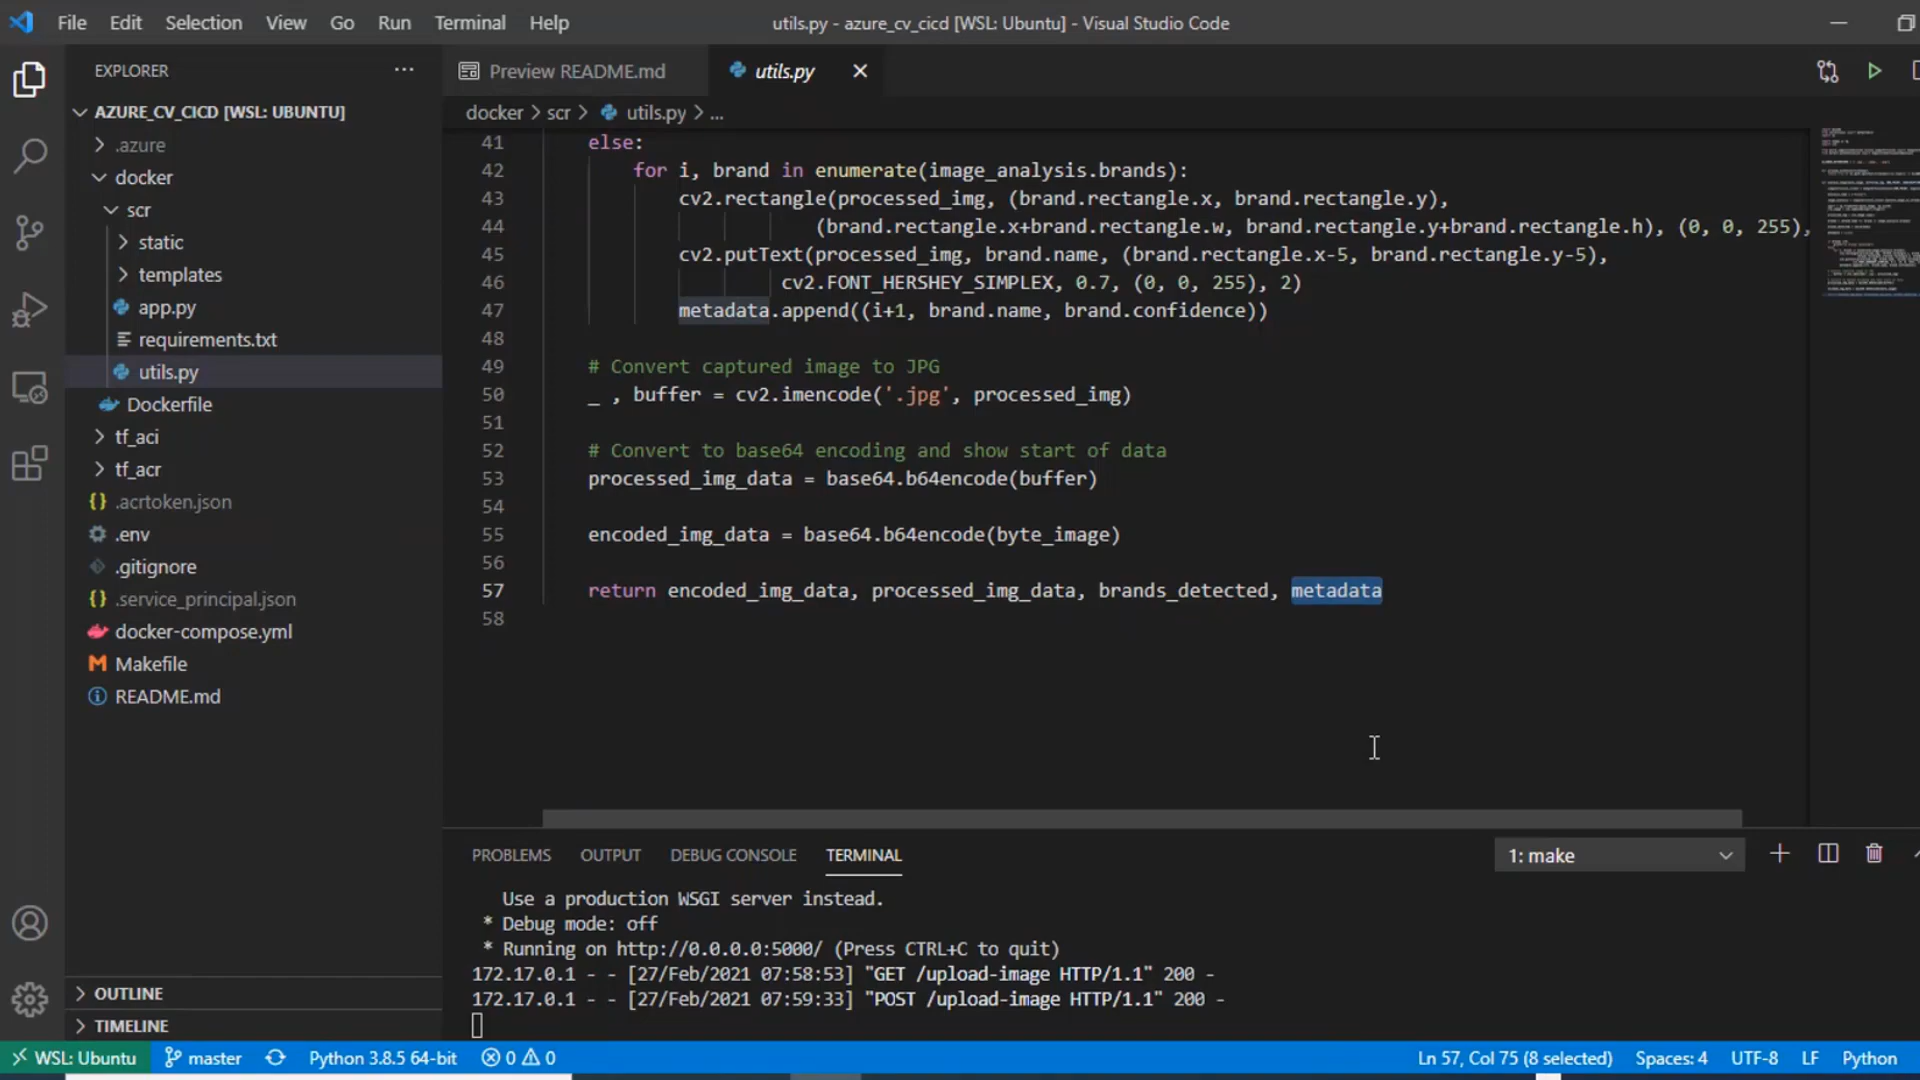 File Edit Selection View Go Run Terminal Help
utils.py - azure_cv_cicd [WSL: Ubuntu] - Visual Studio Code
EXPLORER
AZURE_CV_CICD [WSL: UBUNTU]
.azure
docker
scr
static
templates
app.py
requirements.txt
utils.py
Dockerfile
tf_aci
tf_acr
.acrtoken.json
.env
.gitignore
.service_principal.json
docker-compose.yml
Makefile
README.md
OUTLINE
TIMELINE
Preview README.md utils.py
docker > scr > utils.py > ...
41 else:
42 for i, brand in enumerate(image_analysis.brands):
43 cv2.rectangle(processed_img, (brand.rectangle.x, brand.rectangle.y),
44 (brand.rectangle.x+brand.rectangle.w, brand.rectangle.y+brand.rectangle.h), (0, 0, 255),
45 cv2.putText(processed_img, brand.name, (brand.rectangle.x-5, brand.rectangle.y-5),
46 cv2.FONT_HERSHEY_SIMPLEX, 0.7, (0, 0, 255), 2)
47 metadata.append((i+1, brand.name, brand.confidence))
48
49 # Convert captured image to JPG
50 _ , buffer = cv2.imencode('.jpg', processed_img)
51
52 # Convert to base64 encoding and show start of data
53 processed_img_data = base64.b64encode(buffer)
54
55 encoded_img_data = base64.b64encode(byte_image)
56
57 return encoded_img_data, processed_img_data, brands_detected, metadata
58
PROBLEMS OUTPUT DEBUG CONSOLE TERMINAL 1: make
Use a production WSGI server instead.
* Debug mode: off
* Running on http://0.0.0.0:5000/ (Press CTRL+C to quit)
172.17.0.1 - - [27/Feb/2021 07:58:53] "GET /upload-image HTTP/1.1" 200 -
172.17.0.1 - - [27/Feb/2021 07:59:33] "POST /upload-image HTTP/1.1" 200 -
WSL: Ubuntu master Python 3.8.5 64-bit 0 0 Ln 57, Col 75 (8 selected) Spaces: 4 UTF-8 LF Python